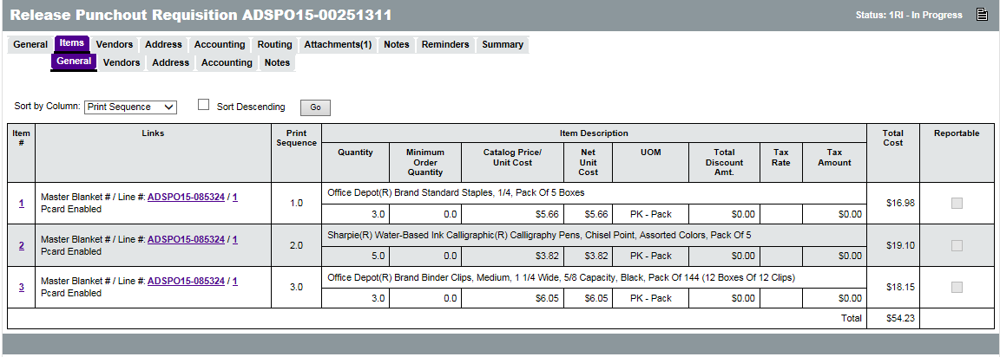 Release Punchout Requisition ADSPO15-00251311
Status: 1RI - In Progress
General Items Vendors Address Accounting Routing Attachments(1) Notes Reminders Summary
General Vendors Address Accounting Notes
Sort by Column: Print Sequence Sort Descending Go
Item # Links Print Sequence Item Description Total Cost Reportable
Quantity Minimum Order Quantity Catalog Price/ Unit Cost Net Unit Cost UOM Total Discount Amt. Tax Rate Tax Amount
1 Master Blanket # / Line #: ADSPO15-085324 / 1
Pcard Enabled
1.0
Office Depot(R) Brand Standard Staples, 1/4, Pack Of 5 Boxes
3.0 0.0 $5.66 $5.66 PK - Pack $0.00 $0.00
$16.98
2 Master Blanket # / Line #: ADSPO15-085324 / 1
Pcard Enabled
2.0
Sharpie(R) Water-Based Ink Calligraphic(R) Calligraphy Pens, Chisel Point, Assorted Colors, Pack Of 5
5.0 0.0 $3.82 $3.82 PK - Pack $0.00 $0.00
$19.10
3 Master Blanket # / Line #: ADSPO15-085324 / 1
Pcard Enabled
3.0
Office Depot(R) Brand Binder Clips, Medium, 1 1/4 Wide, 5/8 Capacity, Black, Pack Of 144 (12 Boxes Of 12 Clips)
3.0 0.0 $6.05 $6.05 PK - Pack $0.00 $0.00
$18.15
Total $54.23